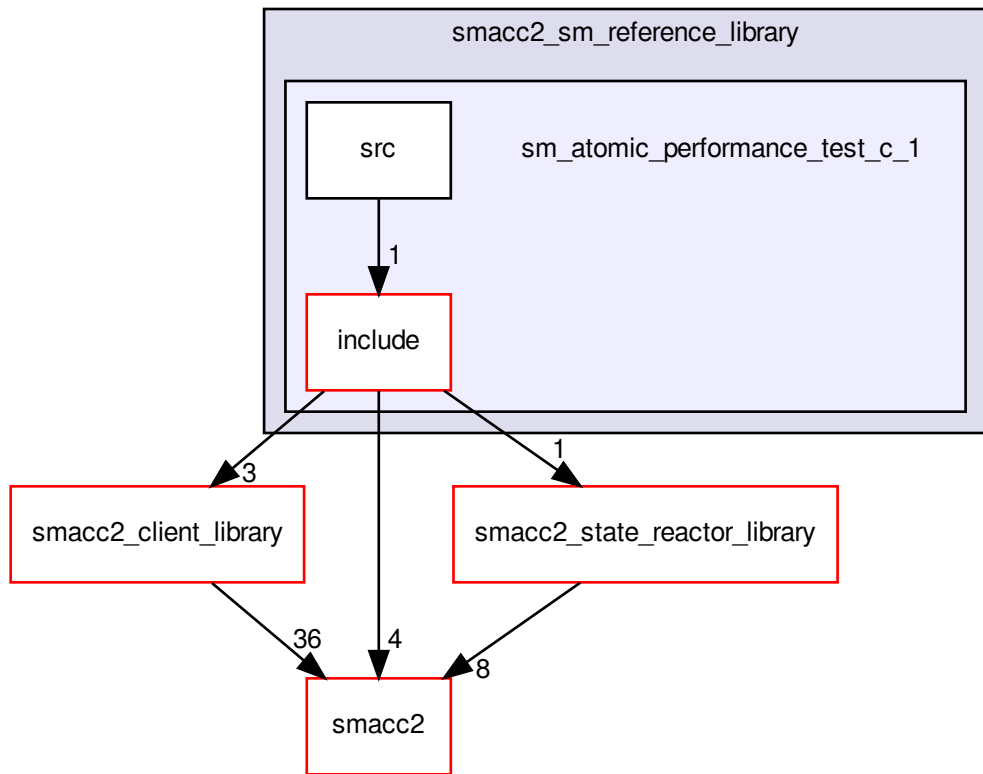 smacc2_sm_reference_library
src
sm_atomic_performance_test_c_1
1
include
3
1
smacc2_client_library
smacc2_state_reactor_library
36
4
8
smacc2